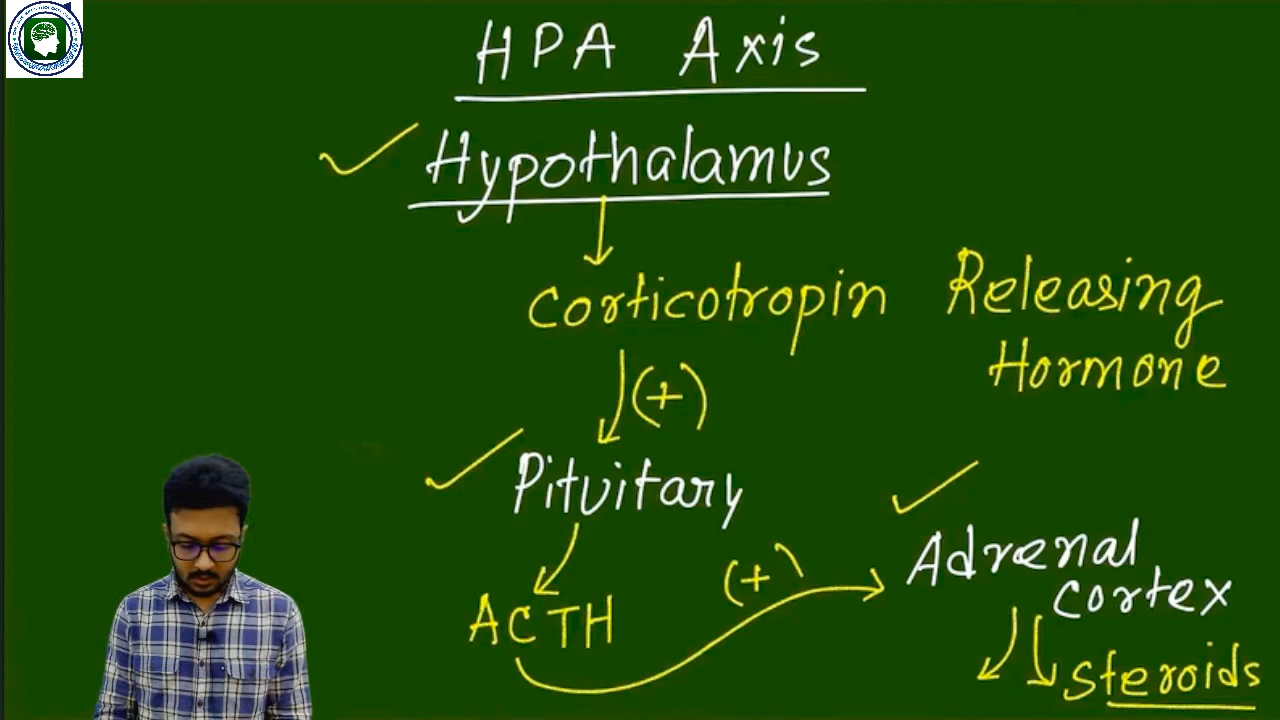 HPA Axis
Hypothalamus
Corticotropin Releasing
Hormone
(+)
Pituitary
Adrenal
cortex
(+)
ACTH
steroids